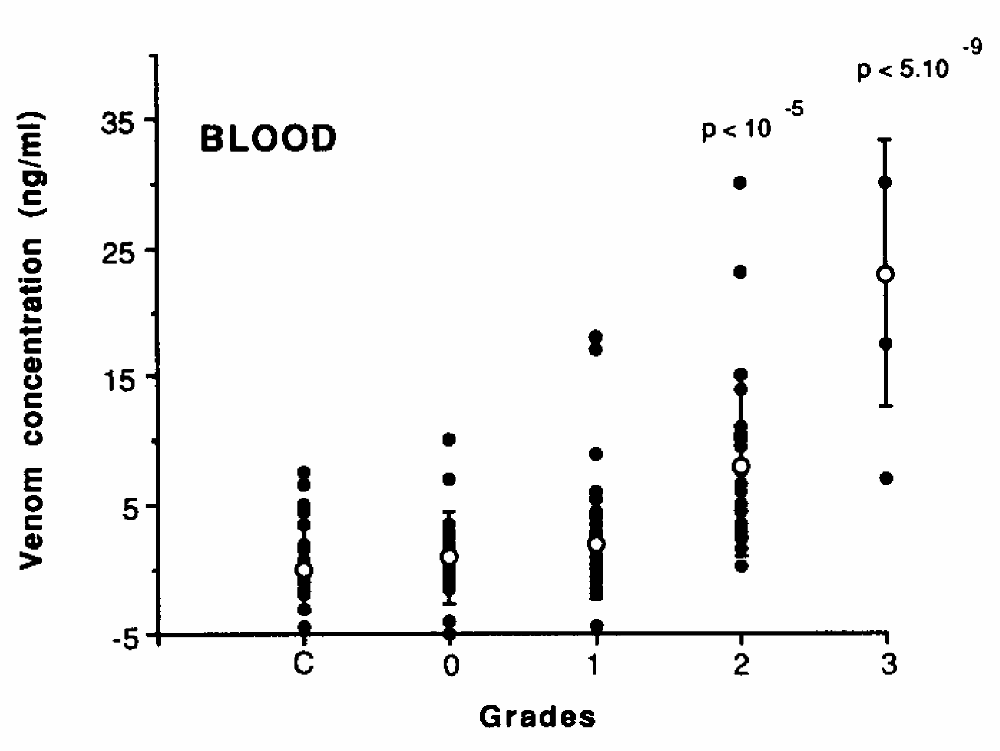 p < 5.10 -9
p < 10 -5
BLOOD
Venom concentration (ng/ml)
35
25
15
5
-5
C 0 1 2 3
Grades